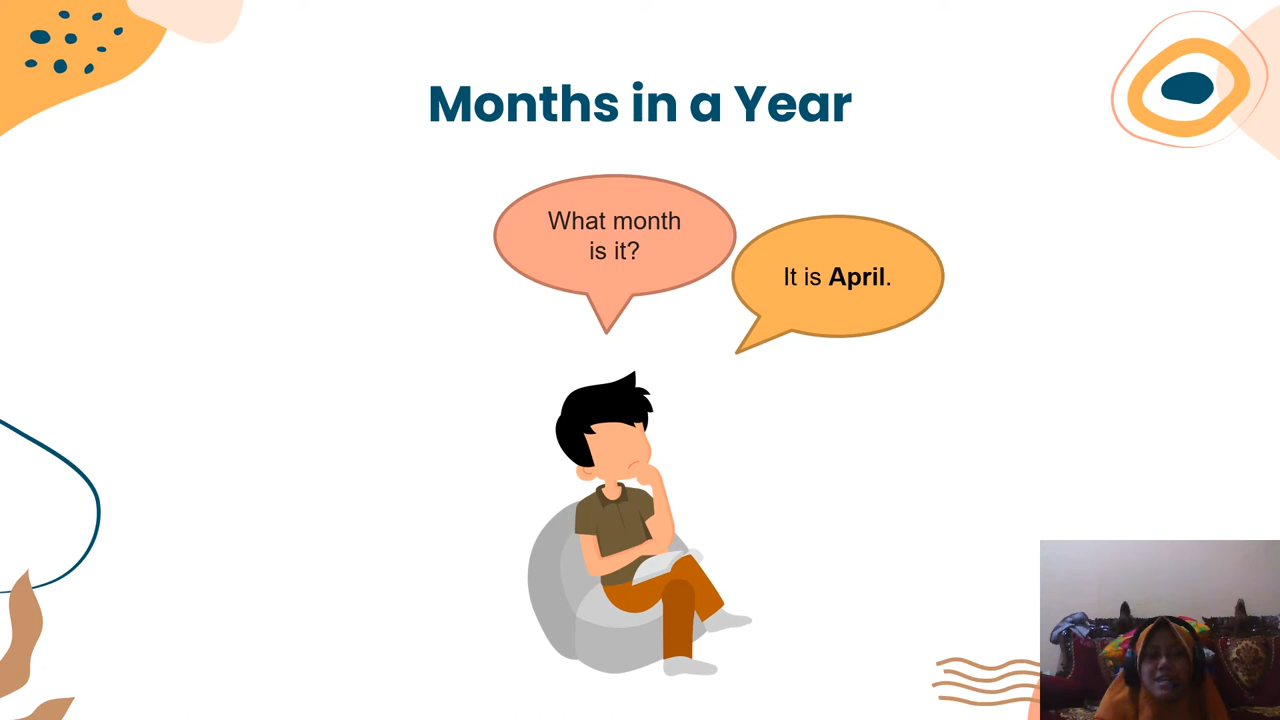 Months in a Year
What month
is it?
It is April.